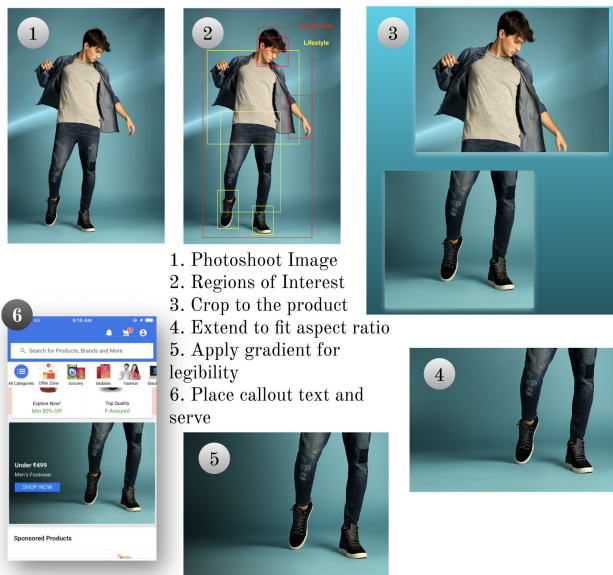 1
2
Lifestyle
3
1. Photoshoot Image
2. Regions of Interest
3. Crop to the product
4. Extend to fit aspect ratio
5. Apply gradient for
legibility
6. Place callout text and
serve
6
4G 9:10 AM
Search for Products, Brands and More
All Categories Offer Zone Grocery Mobiles Fashion Elect
Explore Now! Top Quality
Min 80% Off F-Assured
Under ₹499
Men's Footwear
SHOP NOW
Sponsored Products
4
5